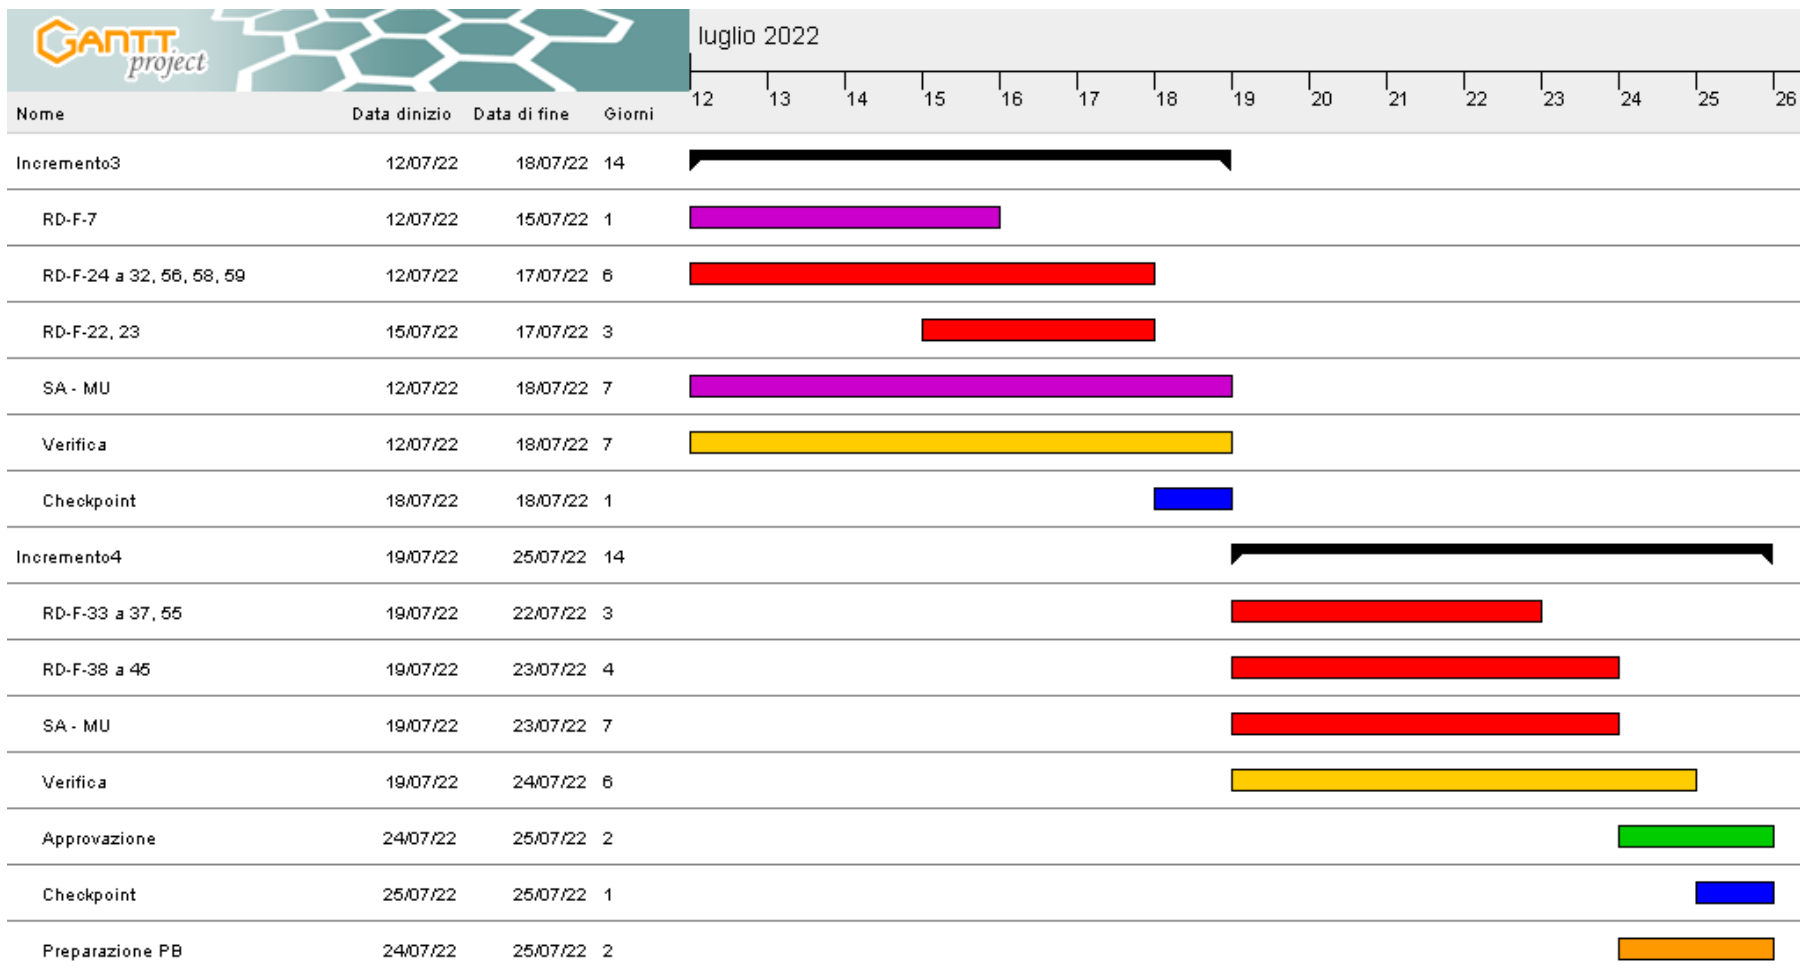 GANTT
project
luglio 2022
12 13 14 15 16 17 18 19 20 21 22 23 24 25 26
Nome Data dinizio Data di fine Giorni
Incremento3 12/07/22 18/07/22 14
RD-F-7 12/07/22 15/07/22 1
RD-F-24 a 32, 56, 58, 59 12/07/22 17/07/22 6
RD-F-22, 23 15/07/22 17/07/22 3
SA - MU 12/07/22 18/07/22 7
Verifica 12/07/22 18/07/22 7
Checkpoint 18/07/22 18/07/22 1
Incremento4 19/07/22 25/07/22 14
RD-F-33 a 37, 55 19/07/22 22/07/22 3
RD-F-38 a 45 19/07/22 23/07/22 4
SA - MU 19/07/22 23/07/22 7
Verifica 19/07/22 24/07/22 6
Approvazione 24/07/22 25/07/22 2
Checkpoint 25/07/22 25/07/22 1
Preparazione PB 24/07/22 25/07/22 2